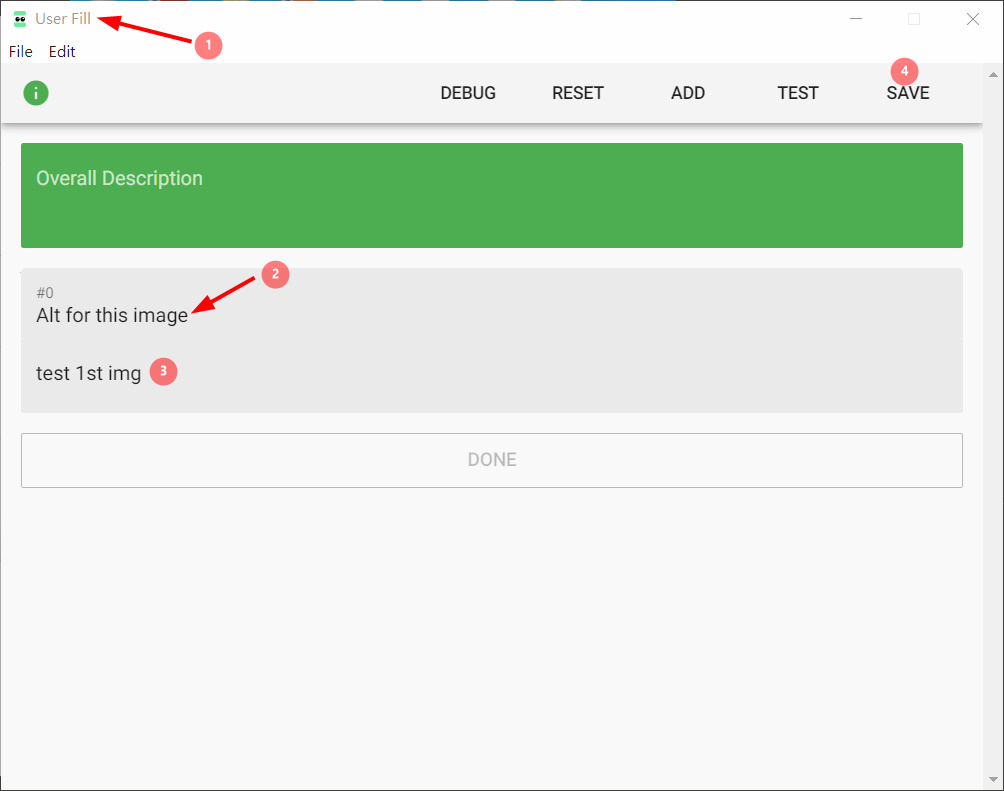 User Fill
1
File Edit
4
i DEBUG RESET ADD TEST SAVE
Overall Description
2
#0
Alt for this image
test 1st img 3
DONE